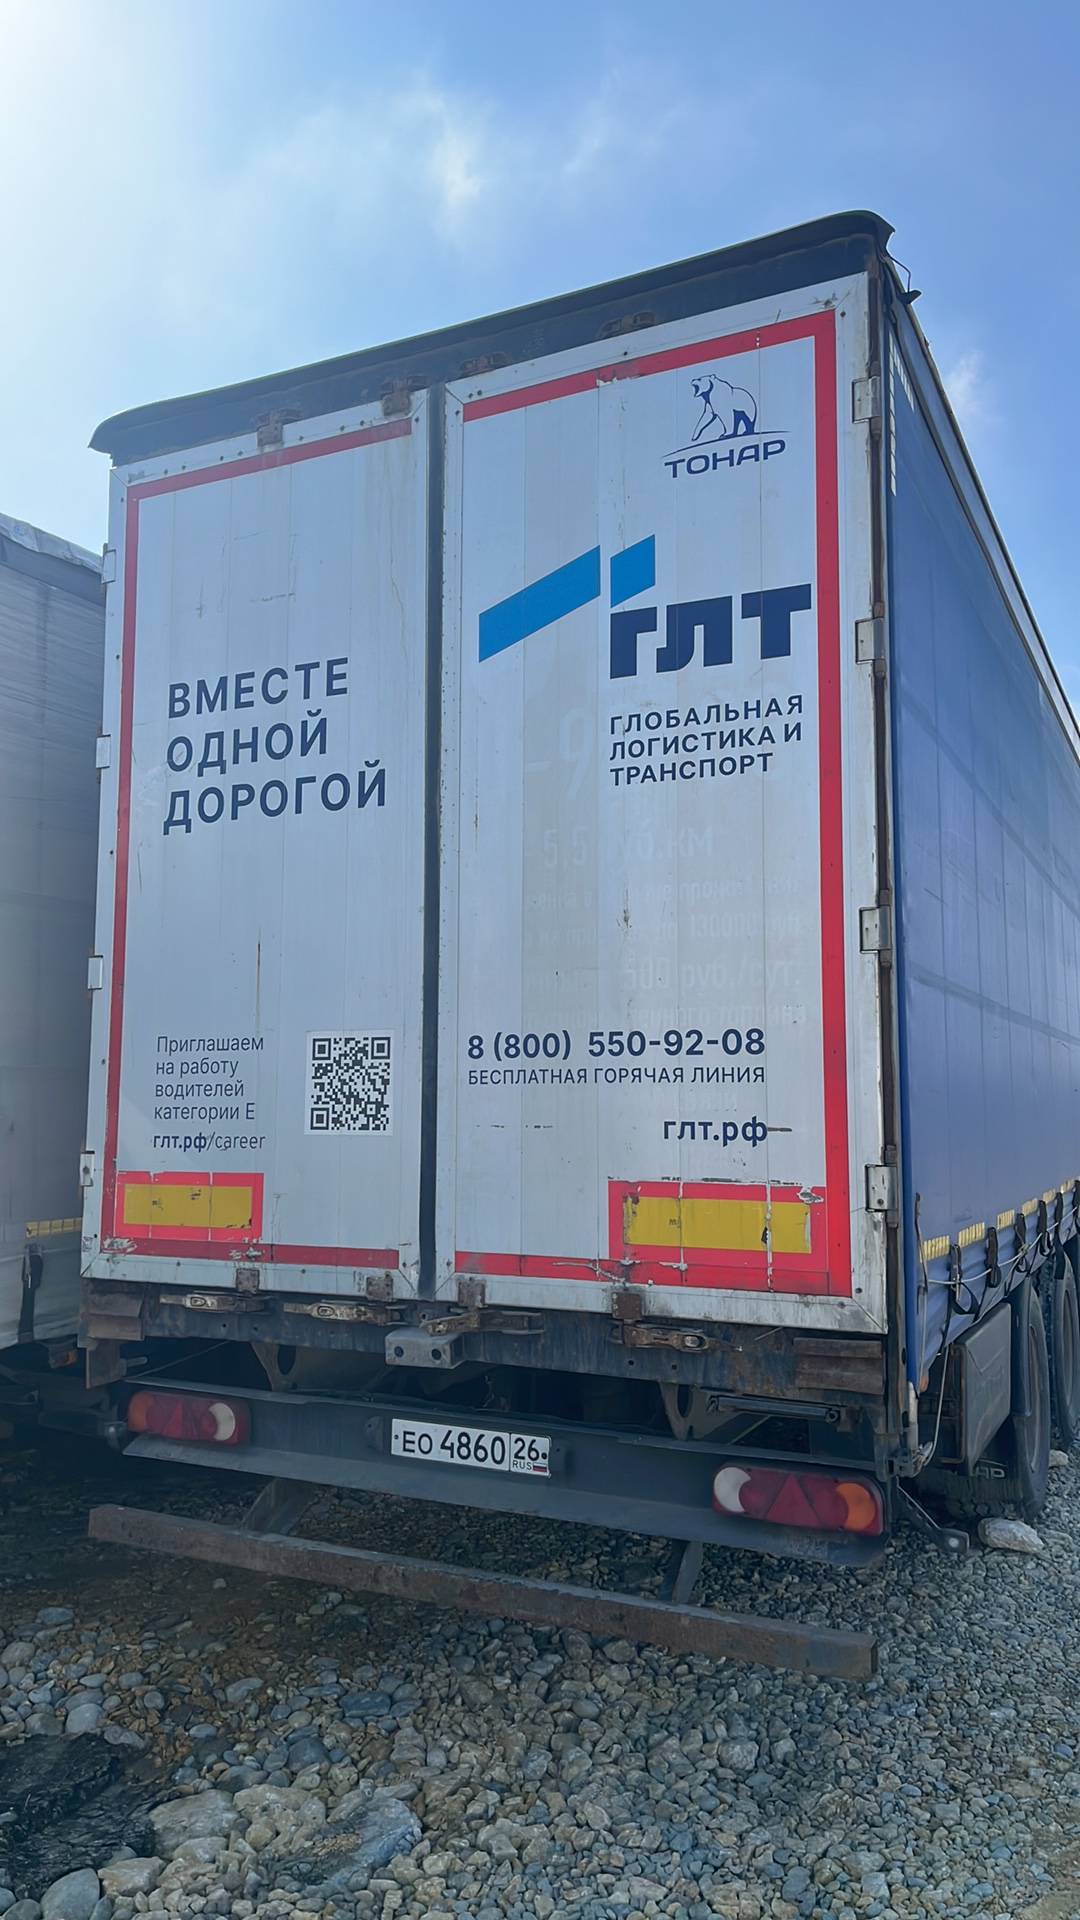 ТОНАР
ГЛТ
ГЛОБАЛЬНАЯ
ЛОГИСТИКА И
ТРАНСПОРТ
ВМЕСТЕ
ОДНОЙ
ДОРОГОЙ
Приглашаем
на работу
водителей
категории Е
глт.рф/career
8 (800) 550-92-08
БЕСПЛАТНАЯ ГОРЯЧАЯ ЛИНИЯ
глт.рф
ЕО 4860 26
RUS